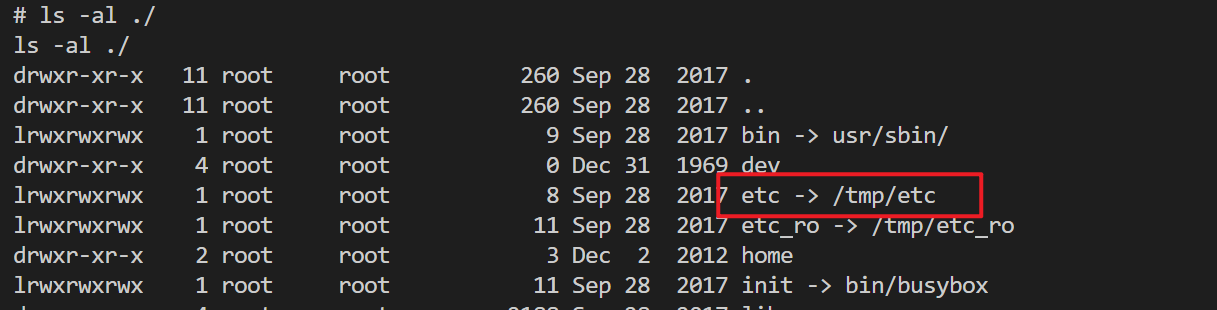 # ls -al ./
ls -al ./
drwxr-xr-x   11 root     root          260 Sep 28  2017 .
drwxr-xr-x   11 root     root          260 Sep 28  2017 ..
lrwxrwxrwx    1 root     root            9 Sep 28  2017 bin -> usr/sbin/
drwxr-xr-x    4 root     root            0 Dec 31  1969 dev
lrwxrwxrwx    1 root     root            8 Sep 28  2017 etc -> /tmp/etc
lrwxrwxrwx    1 root     root           11 Sep 28  2017 etc_ro -> /tmp/etc_ro
drwxr-xr-x    2 root     root            3 Dec  2  2012 home
lrwxrwxrwx    1 root     root           11 Sep 28  2017 init -> bin/busybox